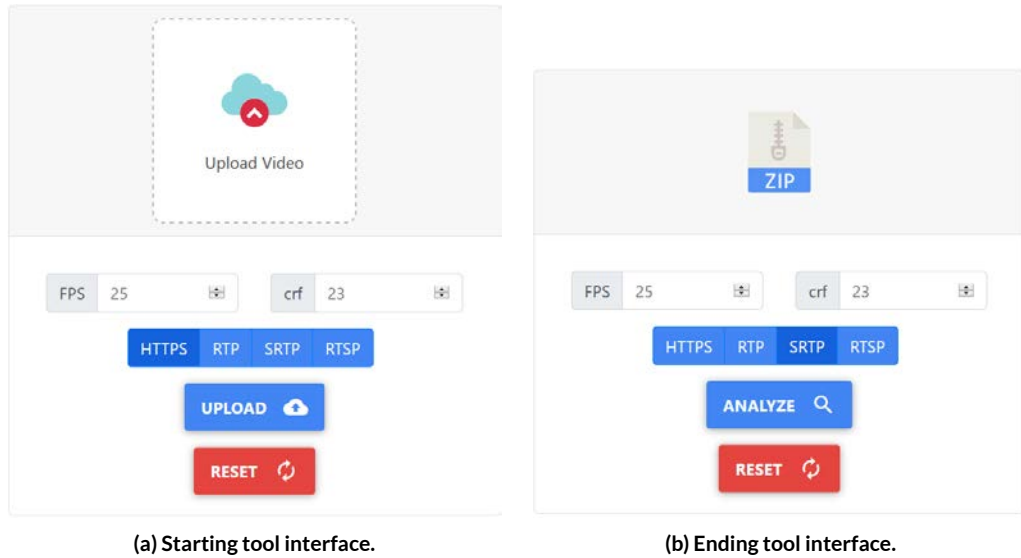 Upload Video
FPS 25 crf 23
HTTPS RTP SRTP RTSP
UPLOAD
RESET
(a) Starting tool interface.
ZIP
FPS 25 crf 23
HTTPS RTP SRTP RTSP
ANALYZE
RESET
(b) Ending tool interface.